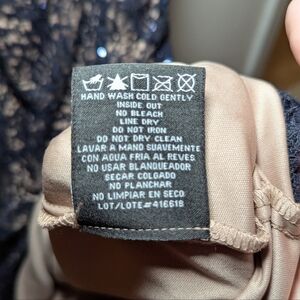 HAND WASH COLD GENTLY
INSIDE OUT
NO BLEACH
LINE DRY
DO NOT IRON
DO NOT DRY CLEAN
LAVAR A MANO SUAVEMENTE
CON AGUA FRIA AL REVES
NO USAR BLANQUEADOR
SECAR COLGADO
NO PLANCHAR
NO LIMPIAR EN SECO
LOT/LOTE#416618